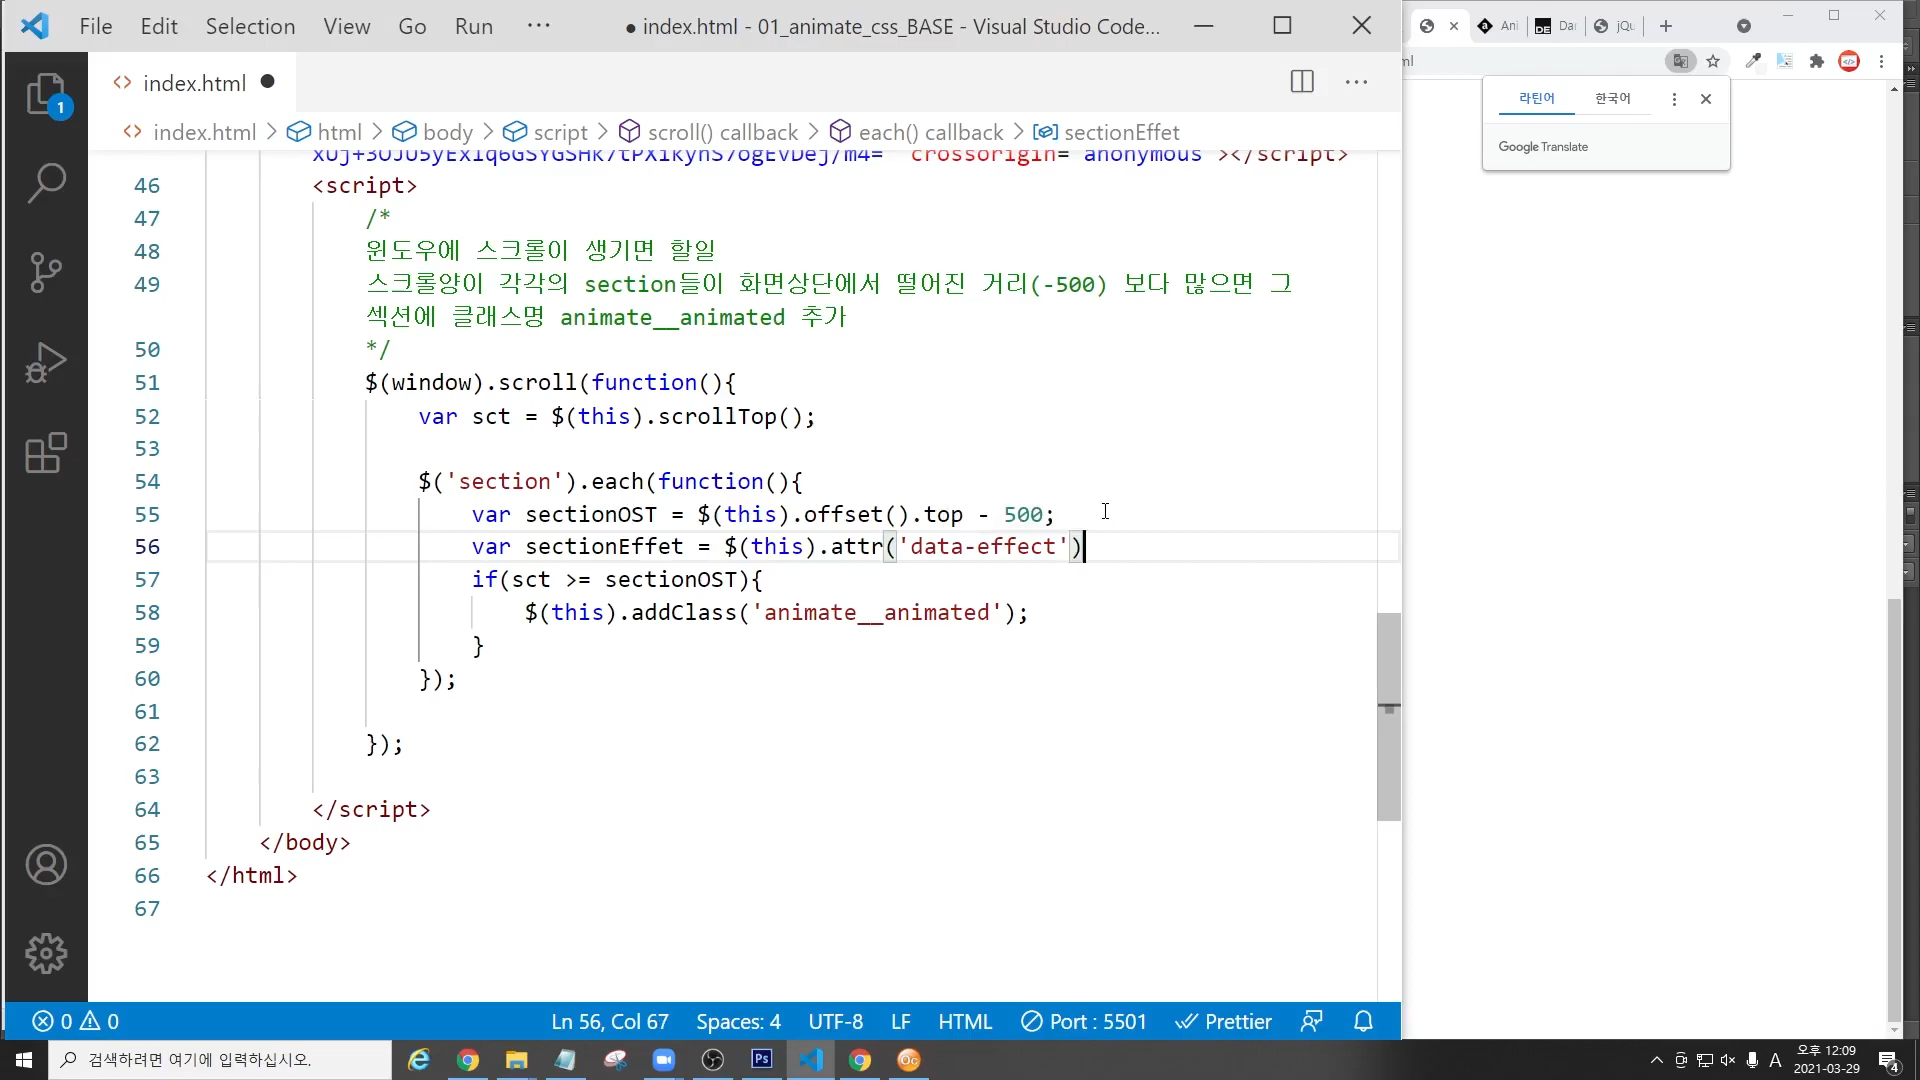 File Edit Selection View Go Run ··· ● index.html - 01_animate_css_BASE - Visual Studio Code...
Ani Da jQu
index.html ●
ml
라틴어 한국어
Google Translate
index.html > html > body > script > scroll() callback > each() callback > sectionEffet
crossorigin="anonymous"></script>
46 <script>
47 /*
48 윈도우에 스크롤이 생기면 할일
49 스크롤양이 각각의 section들이 화면상단에서 떨어진 거리(-500) 보다 많으면 그
섹션에 클래스명 animate__animated 추가
50 */
51 $(window).scroll(function(){
52 var sct = $(this).scrollTop();
53
54 $('section').each(function(){
55 var sectionOST = $(this).offset().top - 500;
56 var sectionEffet = $(this).attr('data-effect')
57 if(sct >= sectionOST){
58 $(this).addClass('animate__animated');
59 }
60 });
61
62 });
63
64 </script>
65 </body>
66 </html>
67
0 0 Ln 56, Col 67 Spaces: 4 UTF-8 LF HTML Port : 5501 Prettier
검색하려면 여기에 입력하십시오.
A 오후 12:09
2021-03-29
4